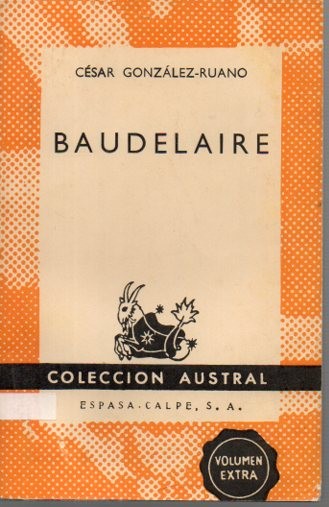 CÉSAR GONZÁLEZ-RUANO
BAUDELAIRE
COLECCION AUSTRAL
ESPASA-CALPE, S. A.
VOLUMEN
EXTRA